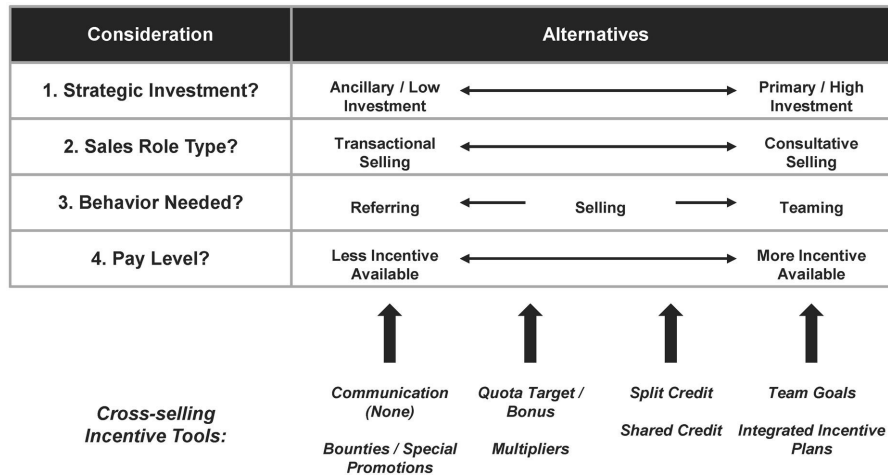 Consideration
Alternatives
1. Strategic Investment?
Ancillary / Low
Investment
Primary / High
Investment
2. Sales Role Type?
Transactional
Selling
Consultative
Selling
3. Behavior Needed?
Referring
Selling
Teaming
4. Pay Level?
Less Incentive
Available
More Incentive
Available
Cross-selling
Incentive Tools:
Communication
(None)
Bounties / Special
Promotions
Quota Target /
Bonus
Multipliers
Split Credit
Shared Credit
Team Goals
Integrated Incentive
Plans